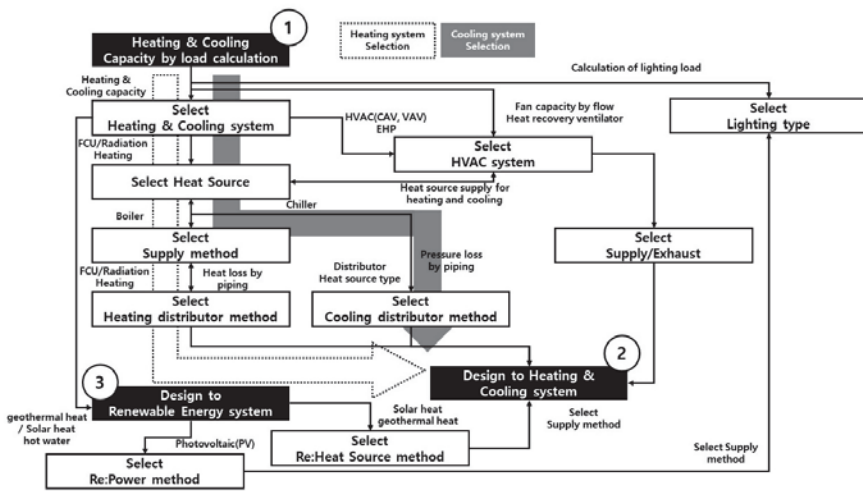 1
Heating & Cooling
Capacity by load calculation
Heating system
Selection
Cooling system
Selection
Calculation of lighting load
Heating &
Cooling capacity
Select
Heating & Cooling system
HVAC(CAV, VAV)
EHP
Fan capacity by flow
Heat recovery ventilator
Select
Lighting type
Select
HVAC system
FCU/Radiation
Heating
Select Heat Source
Heat source supply for
heating and cooling
Boiler
Chiller
Select
Supply method
Pressure loss
by piping
Select
Supply/Exhaust
FCU/Radiation
Heating
Heat loss by
piping
Distributor
Heat source type
Select
Heating distributor method
Select
Cooling distributor method
2
Design to Heating &
Cooling system
3
Design to
Renewable Energy system
geothermal heat
/ Solar heat
hot water
Solar heat
geothermal heat
Select
Supply method
Photovoltaic(PV)
Select
Re:Heat Source method
Select Supply
method
Select
Re:Power method